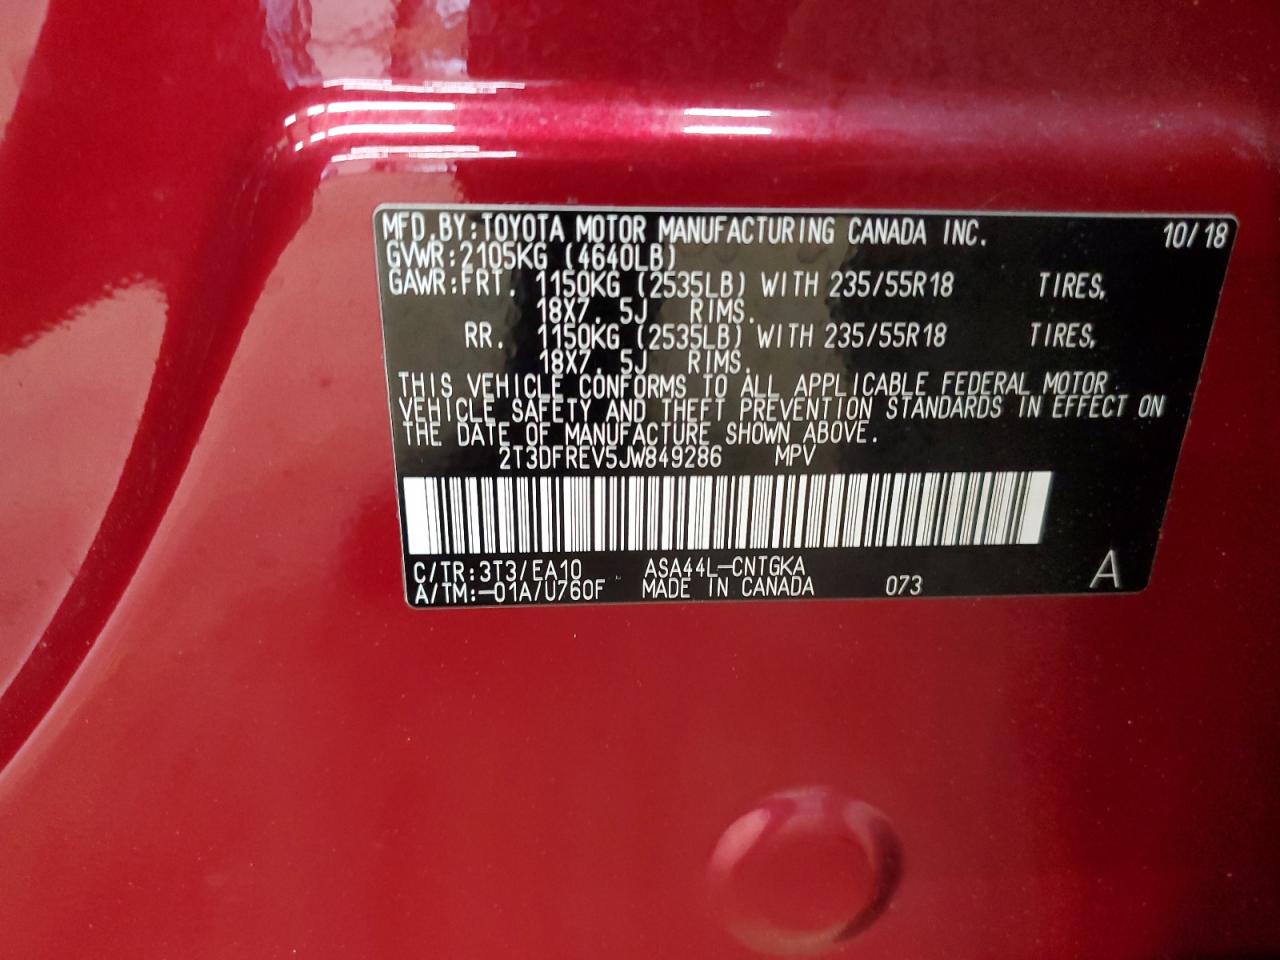 MFD.BY:TOYOTA MOTOR MANUFACTURING CANADA INC. 10/18
GVWR:2105KG (4640LB)
GAWR:FRT. 1150KG (2535LB) WITH 235/55R18 TIRES,
18X7. 5J RIMS.
RR. 1150KG (2535LB) WITH 235/55R18 TIRES,
18X7. 5J RIMS.
THIS VEHICLE CONFORMS TO ALL APPLICABLE FEDERAL MOTOR
VEHICLE SAFETY AND THEFT PREVENTION STANDARDS IN EFFECT ON
THE DATE OF MANUFACTURE SHOWN ABOVE.
2T3DFREV5JW849286 MPV
C/TR:3T3/EA10 ASA44L-CNTGKA
A/TM:-01A/U760F MADE IN CANADA 073 A